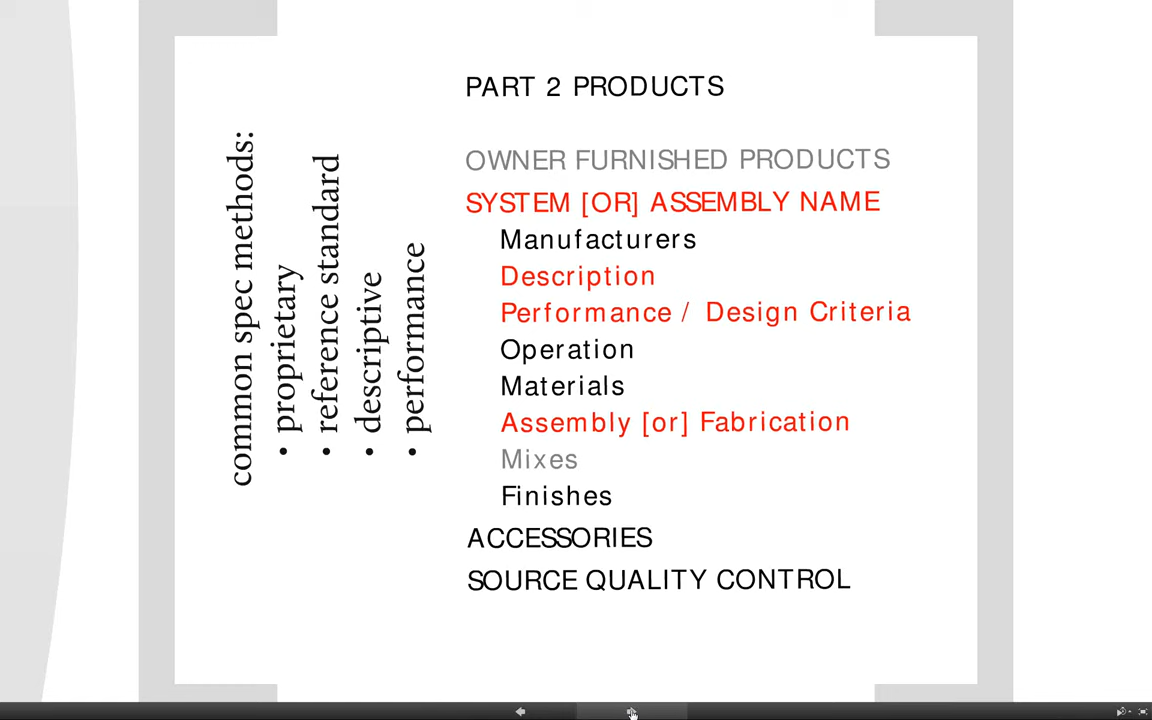 common spec methods:
• proprietary
• reference standard
• descriptive
• performance
PART 2 PRODUCTS
OWNER FURNISHED PRODUCTS
SYSTEM [OR] ASSEMBLY NAME
Manufacturers
Description
Performance / Design Criteria
Operation
Materials
Assembly [or] Fabrication
Mixes
Finishes
ACCESSORIES
SOURCE QUALITY CONTROL